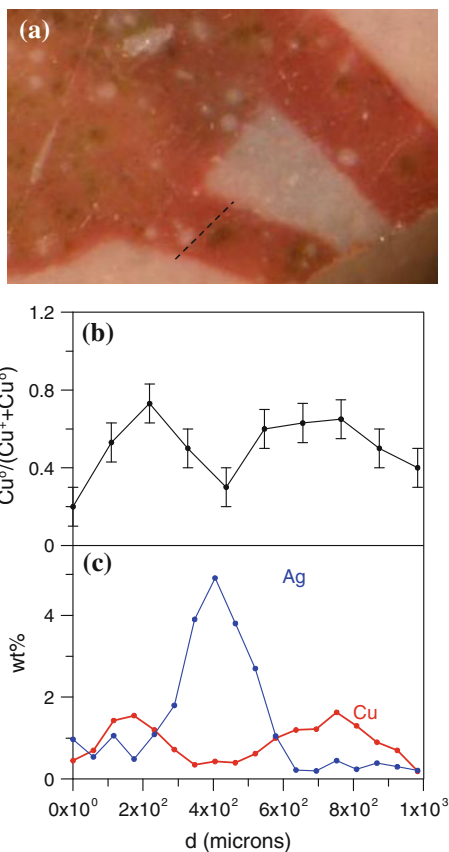 (a)
1.2
(b)
0.8
Cu⁰/(Cu⁺+Cu⁰)
0.4
0
(c)
Ag
4
wt%
2
Cu
0
0x10⁰ 2x10² 4x10² 6x10² 8x10² 1x10³
d (microns)